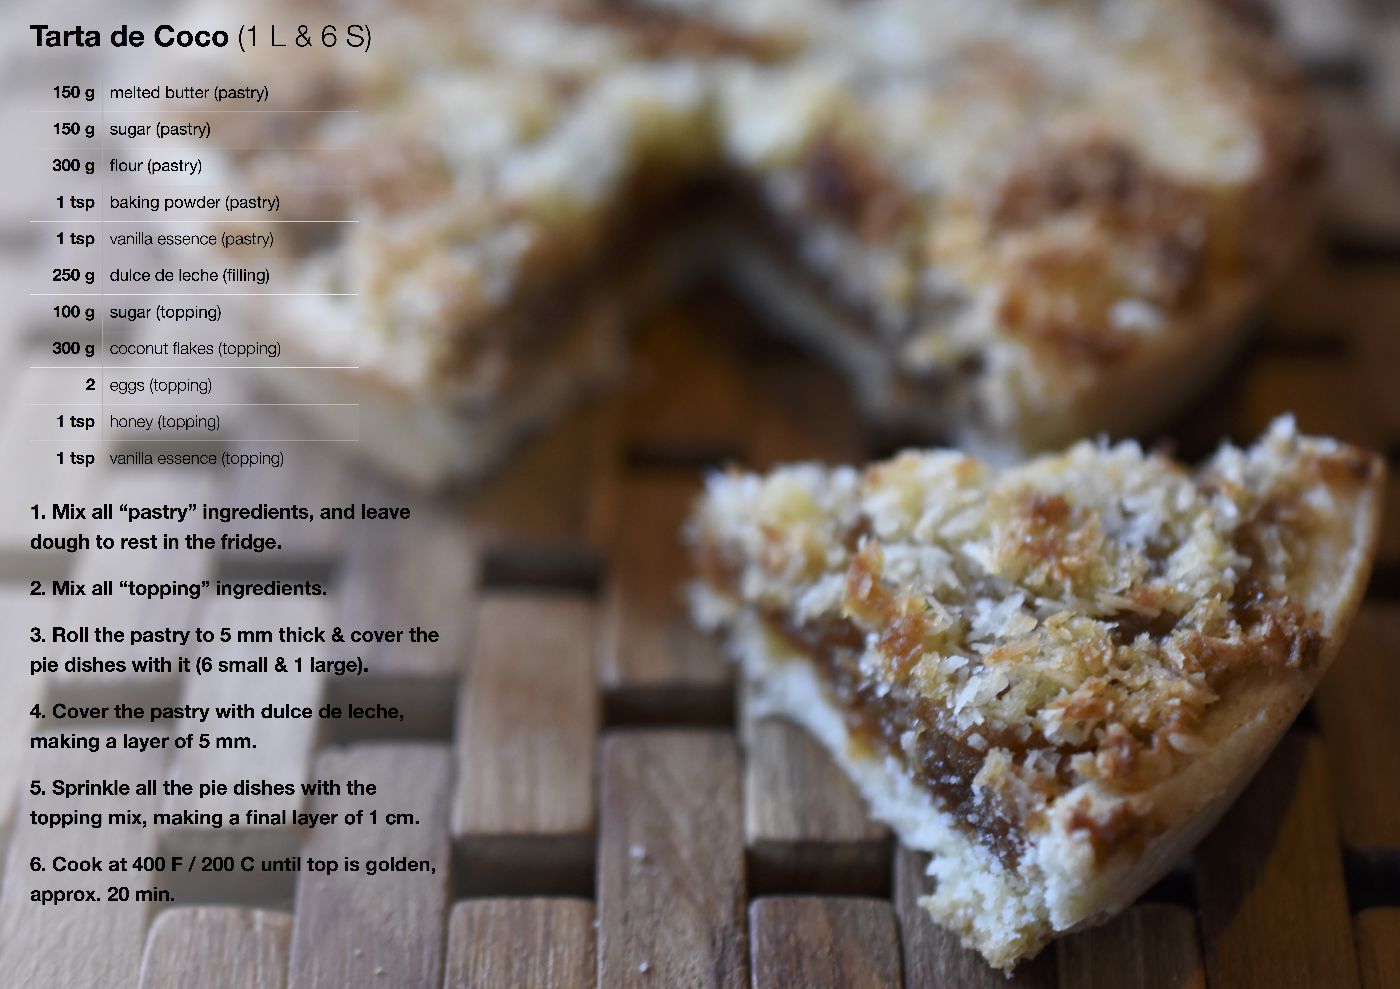 Tarta de Coco (1 L & 6 S)
150 g melted butter (pastry)
150 g sugar (pastry)
300 g flour (pastry)
1 tsp baking powder (pastry)
1 tsp vanilla essence (pastry)
250 g dulce de leche (filling)
100 g sugar (topping)
300 g coconut flakes (topping)
2 eggs (topping)
1 tsp honey (topping)
1 tsp vanilla essence (topping)
1. Mix all “pastry” ingredients, and leave
dough to rest in the fridge.
2. Mix all “topping” ingredients.
3. Roll the pastry to 5 mm thick & cover the
pie dishes with it (6 small & 1 large).
4. Cover the pastry with dulce de leche,
making a layer of 5 mm.
5. Sprinkle all the pie dishes with the
topping mix, making a final layer of 1 cm.
6. Cook at 400 F / 200 C until top is golden,
approx. 20 min.